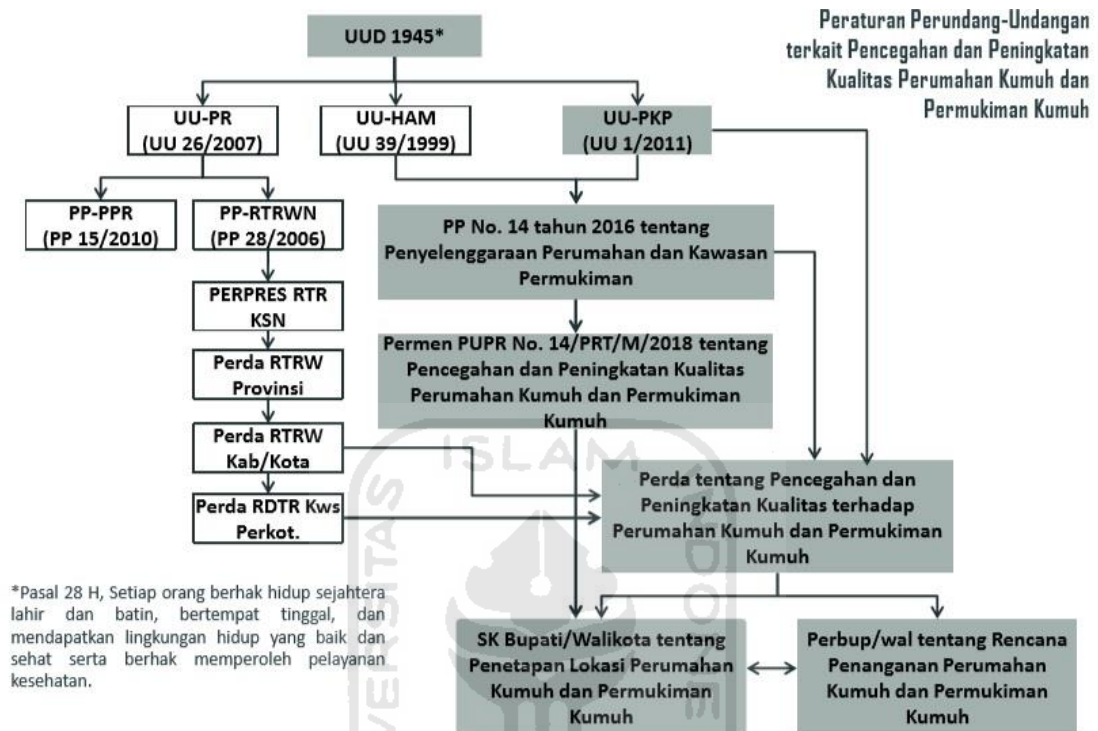 Peraturan Perundang-Undangan
terkait Pencegahan dan Peningkatan
Kualitas Perumahan Kumuh dan
Permukiman Kumuh
UUD 1945*
UU-PR
(UU 26/2007)
UU-HAM
(UU 39/1999)
UU-PKP
(UU 1/2011)
PP-PPR
(PP 15/2010)
PP-RTRWN
(PP 28/2006)
PP No. 14 tahun 2016 tentang
Penyelenggaraan Perumahan dan Kawasan
Permukiman
PERPRES RTR
KSN
Permen PUPR No. 14/PRT/M/2018 tentang
Pencegahan dan Peningkatan Kualitas
Perumahan Kumuh dan Permukiman
Kumuh
Perda RTRW
Provinsi
Perda RTRW
Kab/Kota
Perda RDTR Kws
Perkot.
Perda tentang Pencegahan dan
Peningkatan Kualitas terhadap
Perumahan Kumuh dan Permukiman
Kumuh
*Pasal 28 H, Setiap orang berhak hidup sejahtera
lahir dan batin, bertempat tinggal, dan
mendapatkan lingkungan hidup yang baik dan
sehat serta berhak memperoleh pelayanan
kesehatan.
SK Bupati/Walikota tentang
Penetapan Lokasi Perumahan
Kumuh dan Permukiman
Kumuh
Perbup/wal tentang Rencana
Penanganan Perumahan
Kumuh dan Permukiman
Kumuh
ISLAM